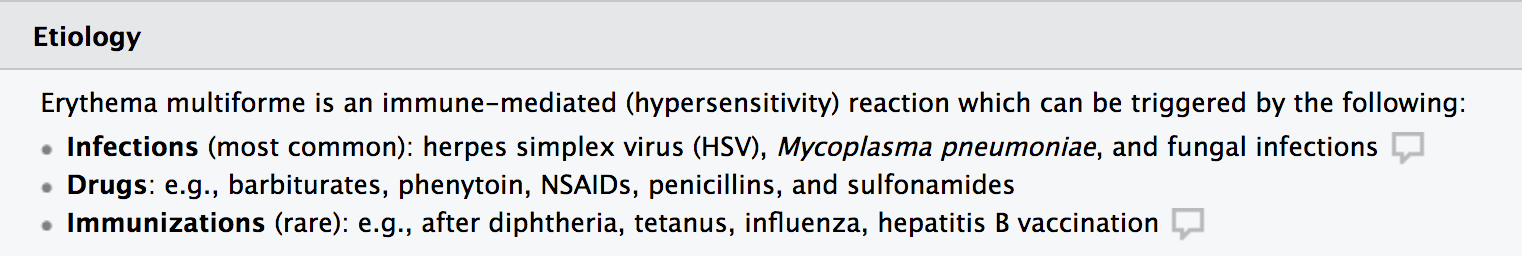 Etiology
Erythema multiforme is an immune-mediated (hypersensitivity) reaction which can be triggered by the following:
• Infections (most common): herpes simplex virus (HSV), Mycoplasma pneumoniae, and fungal infections
• Drugs: e.g., barbiturates, phenytoin, NSAIDs, penicillins, and sulfonamides
• Immunizations (rare): e.g., after diphtheria, tetanus, influenza, hepatitis B vaccination